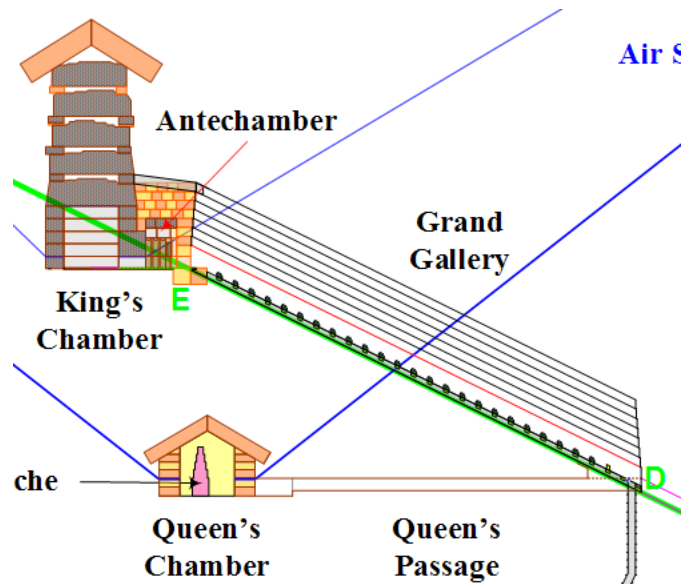 Air S
Antechamber
Grand
Gallery
E
King's
Chamber
che
D
Queen's
Chamber
Queen's
Passage